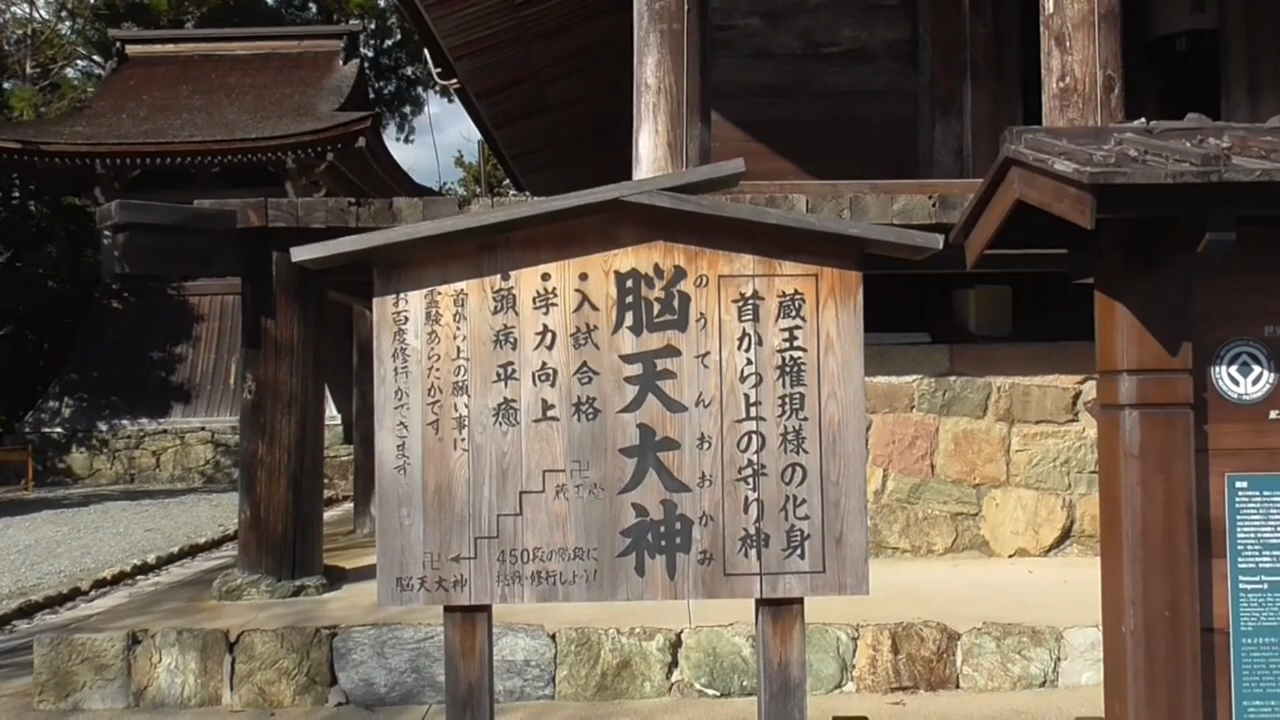 蔵王権現様の化身
首から上の守り神
のうてんおおかみ
脳天大神
・入試合格
・学力向上
・頭病平癒
首から上の願い事に
霊験あらたかです。
お百度修行ができます。
卍
蔵王堂
450段の階段に
挑戦・修行しよう!
卍
脳天大神